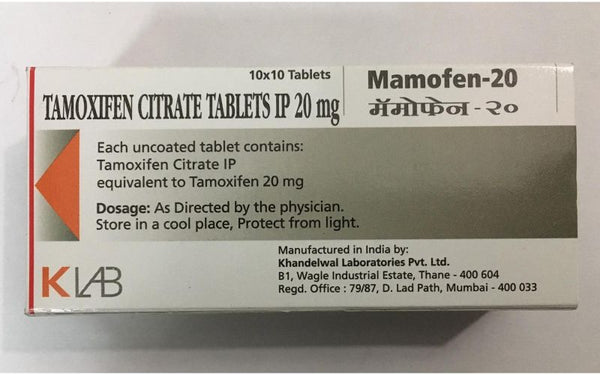 10x10 Tablets
TAMOXIFEN CITRATE TABLETS IP 20 mg
Mamofen-20
मॅमोफेन - २०
Each uncoated tablet contains:
Tamoxifen Citrate IP
equivalent to Tamoxifen 20 mg
Dosage: As Directed by the physician.
Store in a cool place, Protect from light.
Manufactured in India by:
Khandelwal Laboratories Pvt. Ltd.
B1, Wagle Industrial Estate, Thane - 400 604
Regd. Office : 79/87, D. Lad Path, Mumbai - 400 033
K LAB